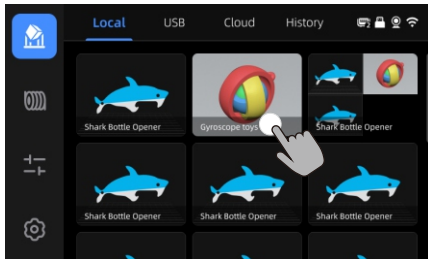 Local USB Cloud History
Shark Bottle Opener Gyroscope toys Shark Bottle Opener
Shark Bottle Opener Shark Bottle Opener Shark Bottle Opener